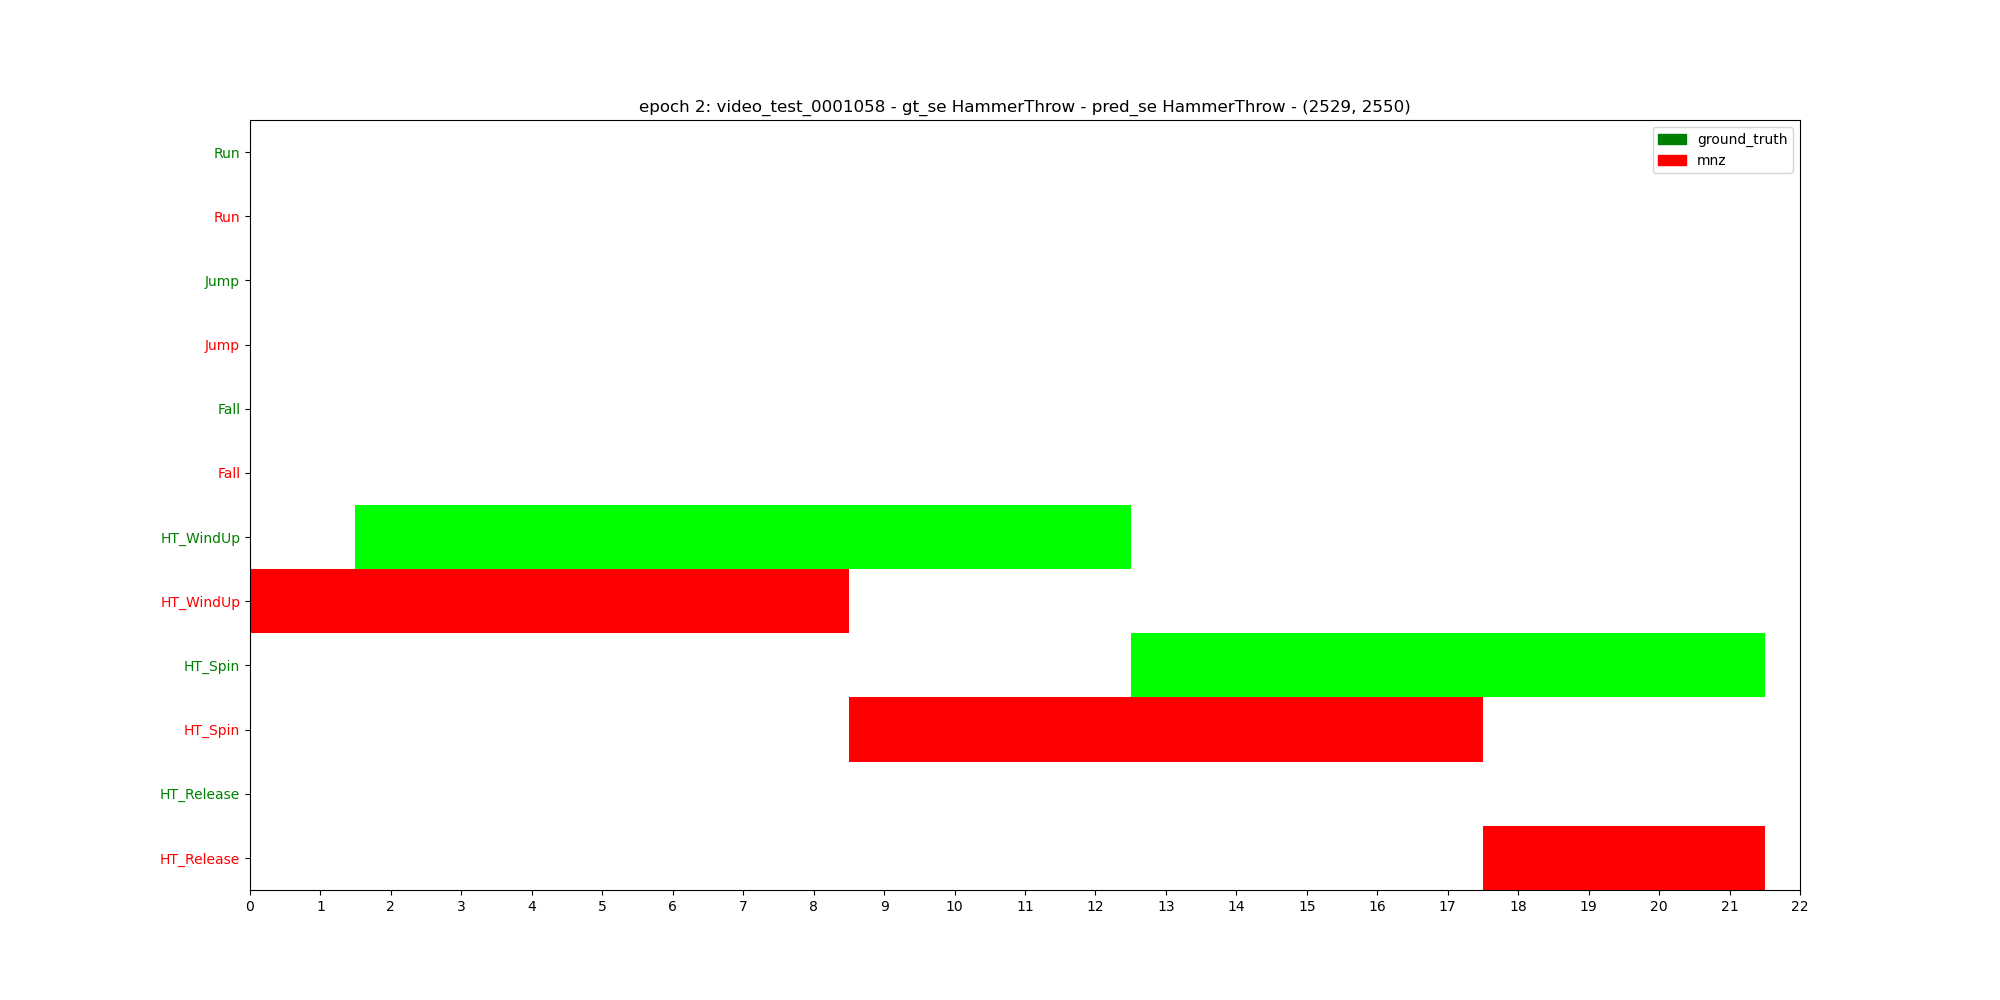 epoch 2: video_test_0001058 - gt_se HammerThrow - pred_se HammerThrow - (2529, 2550)
ground_truth
mnz
Run
Run
Jump
Jump
Fall
Fall
HT_WindUp
HT_WindUp
HT_Spin
HT_Spin
HT_Release
HT_Release
0 1 2 3 4 5 6 7 8 9 10 11 12 13 14 15 16 17 18 19 20 21 22